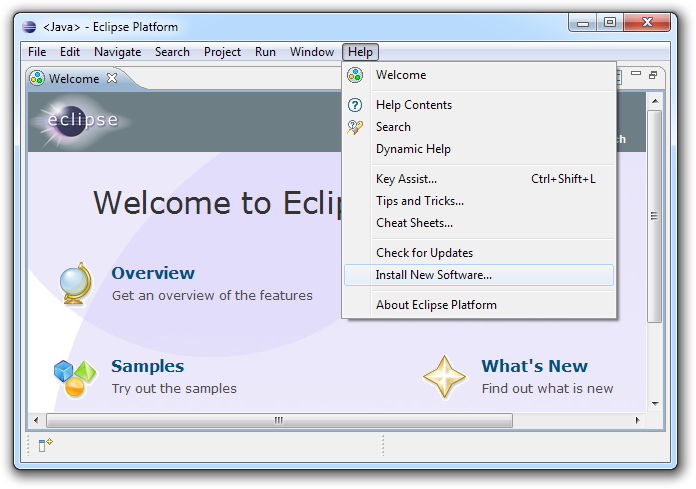 <Java> - Eclipse Platform
File Edit Navigate Search Project Run Window Help
Welcome
eclipse
Welcome to Ecli
Overview
Get an overview of the features
Samples
Try out the samples
What's New
Find out what is new
Welcome
Help Contents
Search
Dynamic Help
Key Assist... Ctrl+Shift+L
Tips and Tricks...
Cheat Sheets...
Check for Updates
Install New Software...
About Eclipse Platform